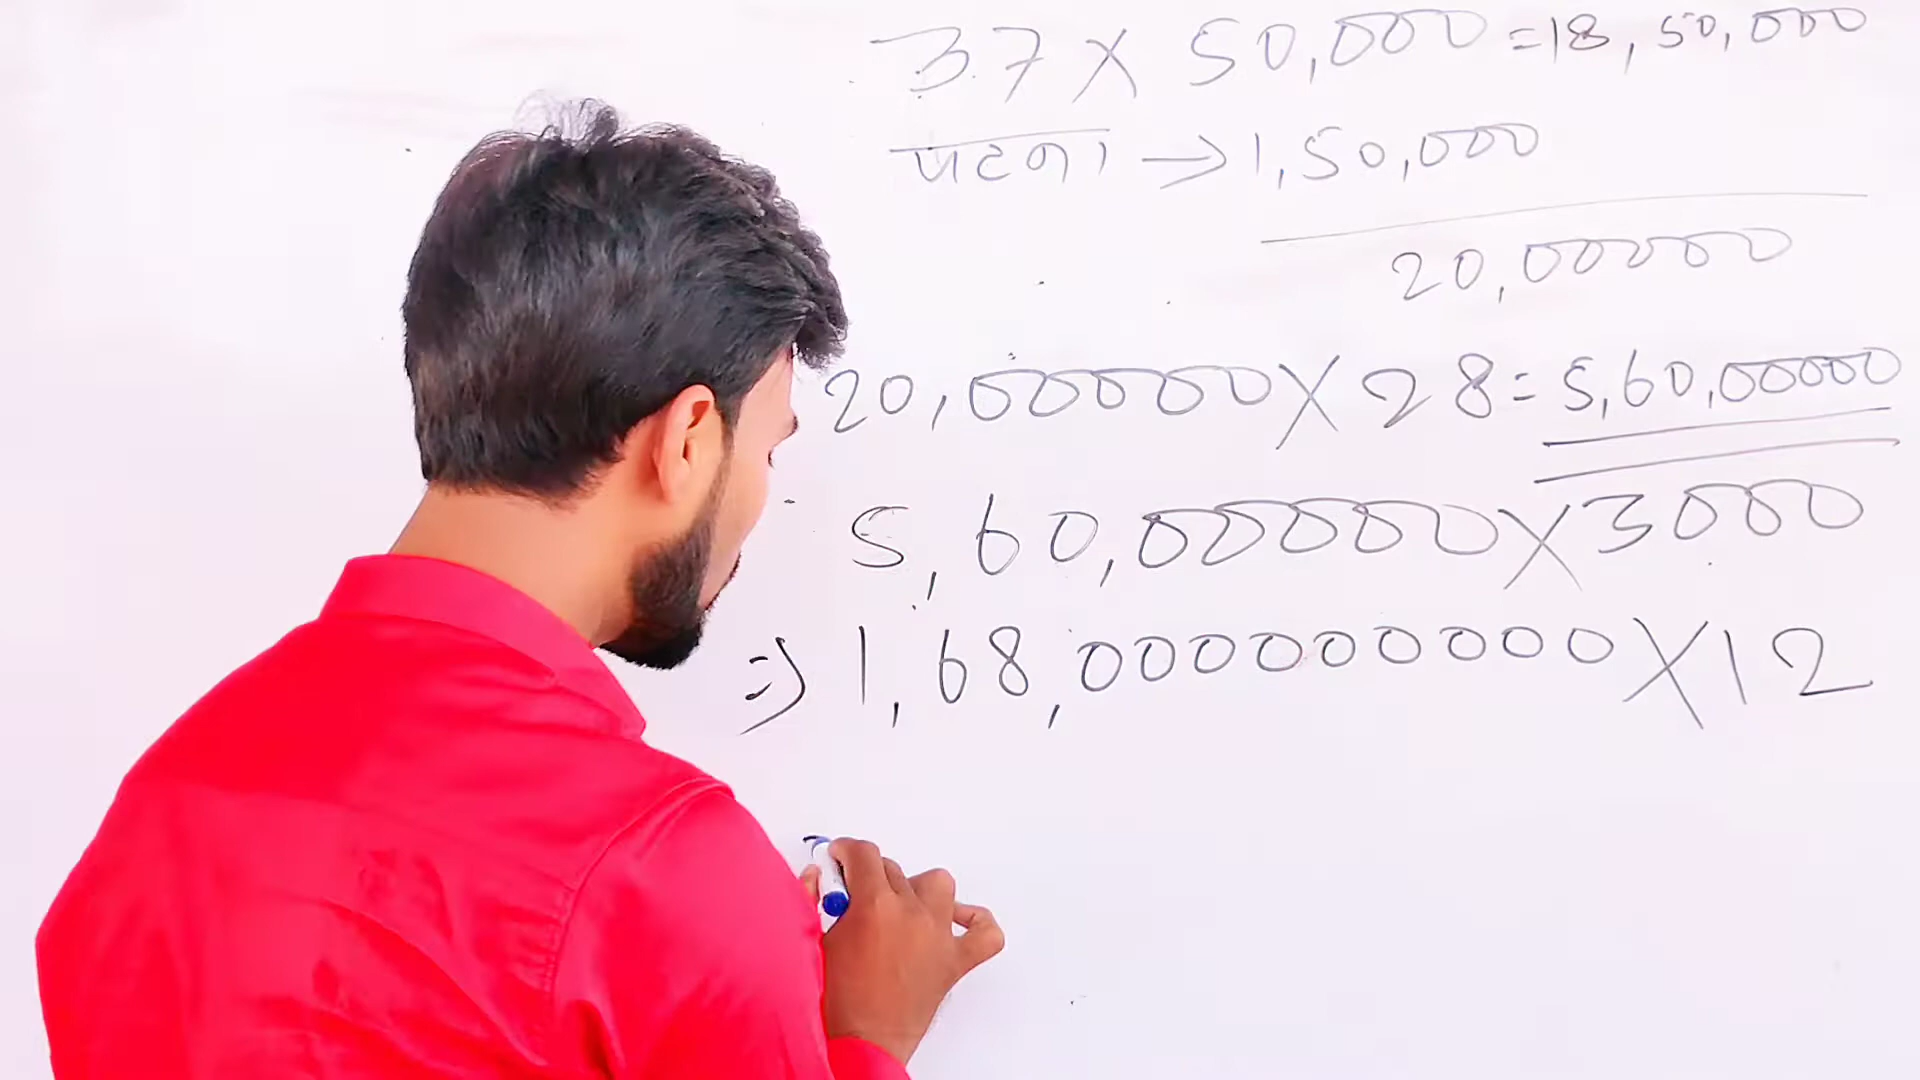 37 X 50,000 = 18,50,000
पटना → 1,50,000
20,00000
20,00000 X 28 = 5,60,00000
5,60,00000 X 3000
⇒ 1,68,0000000000 X 12